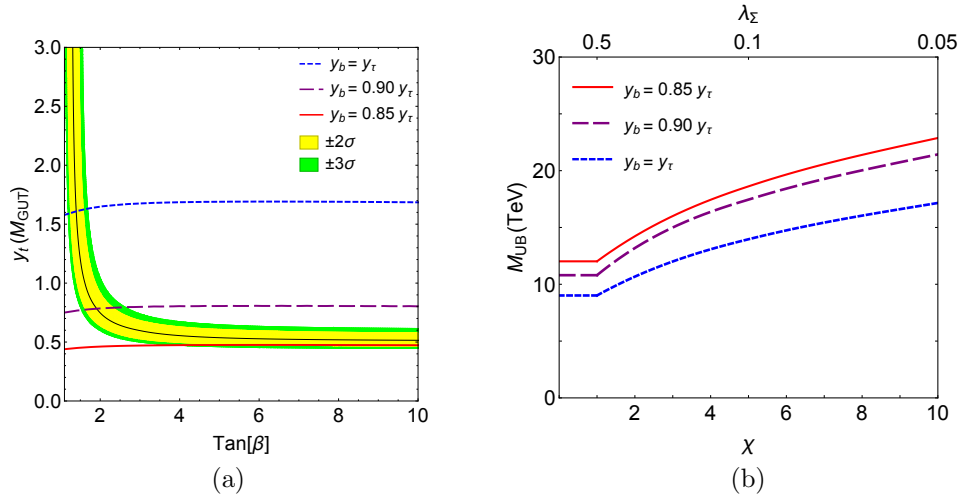 3.0
2.5
2.0
1.5
1.0
0.5
0.0
y_t (M_GUT)
2 4 6 8 10
Tan[β]
y_b = y_τ
y_b = 0.90 y_τ
y_b = 0.85 y_τ
±2σ
±3σ
(a)
λ_Σ
0.5 0.1 0.05
30
20
10
0
M_UB (TeV)
y_b = 0.85 y_τ
y_b = 0.90 y_τ
y_b = y_τ
2 4 6 8 10
χ
(b)